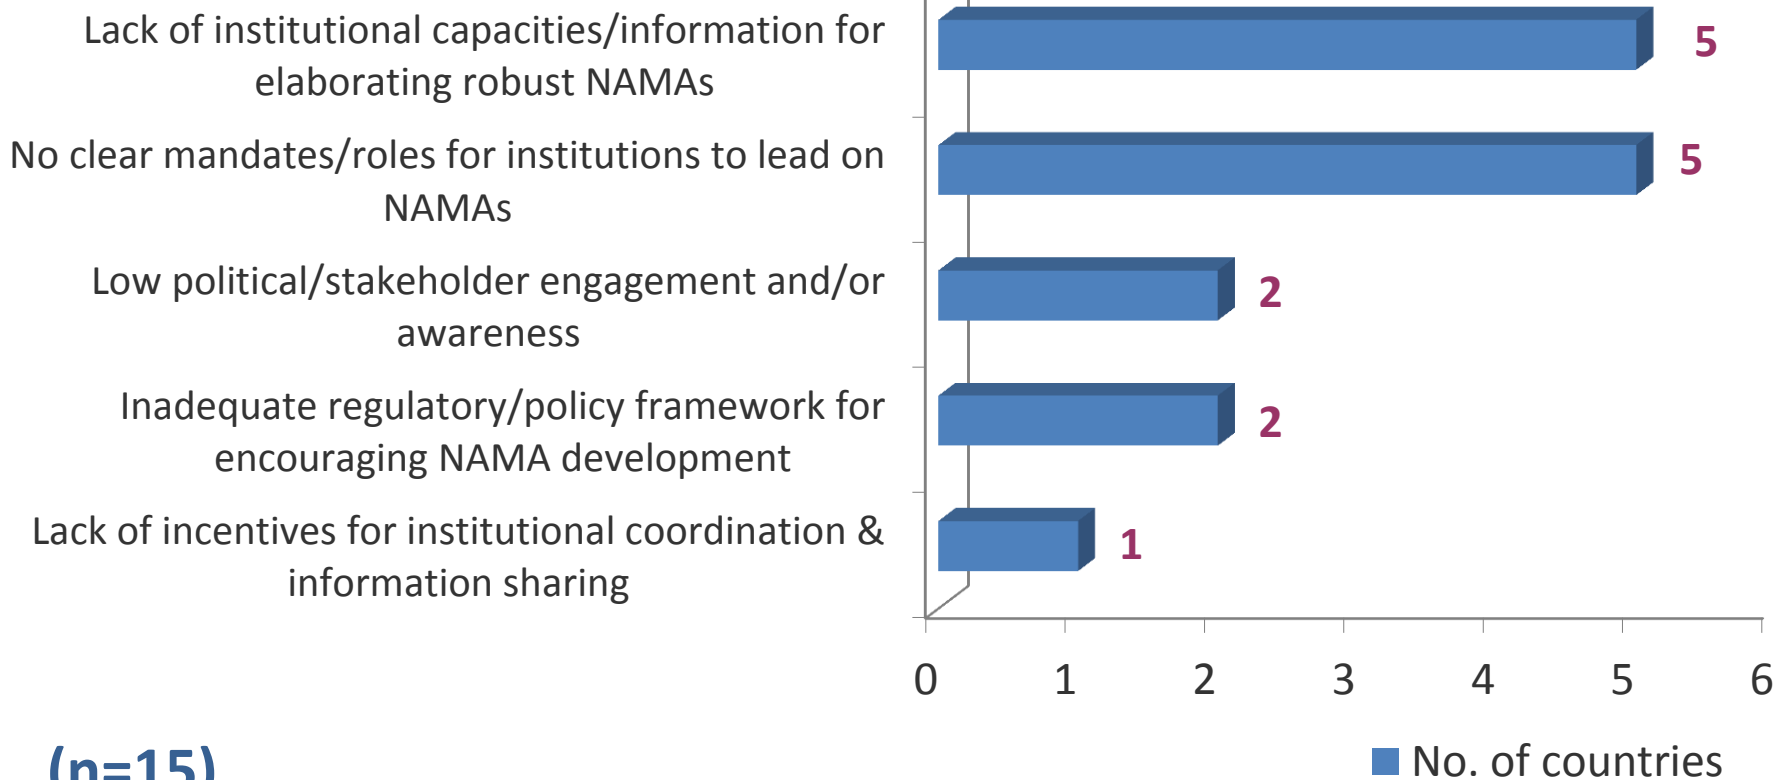 Lack of institutional capacities/information for
elaborating robust NAMAs
5
No clear mandates/roles for institutions to lead on
NAMAs
5
Low political/stakeholder engagement and/or
awareness
2
Inadequate regulatory/policy framework for
encouraging NAMA development
2
Lack of incentives for institutional coordination &
information sharing
1
0 1 2 3 4 5 6
(n=15)
No. of countries